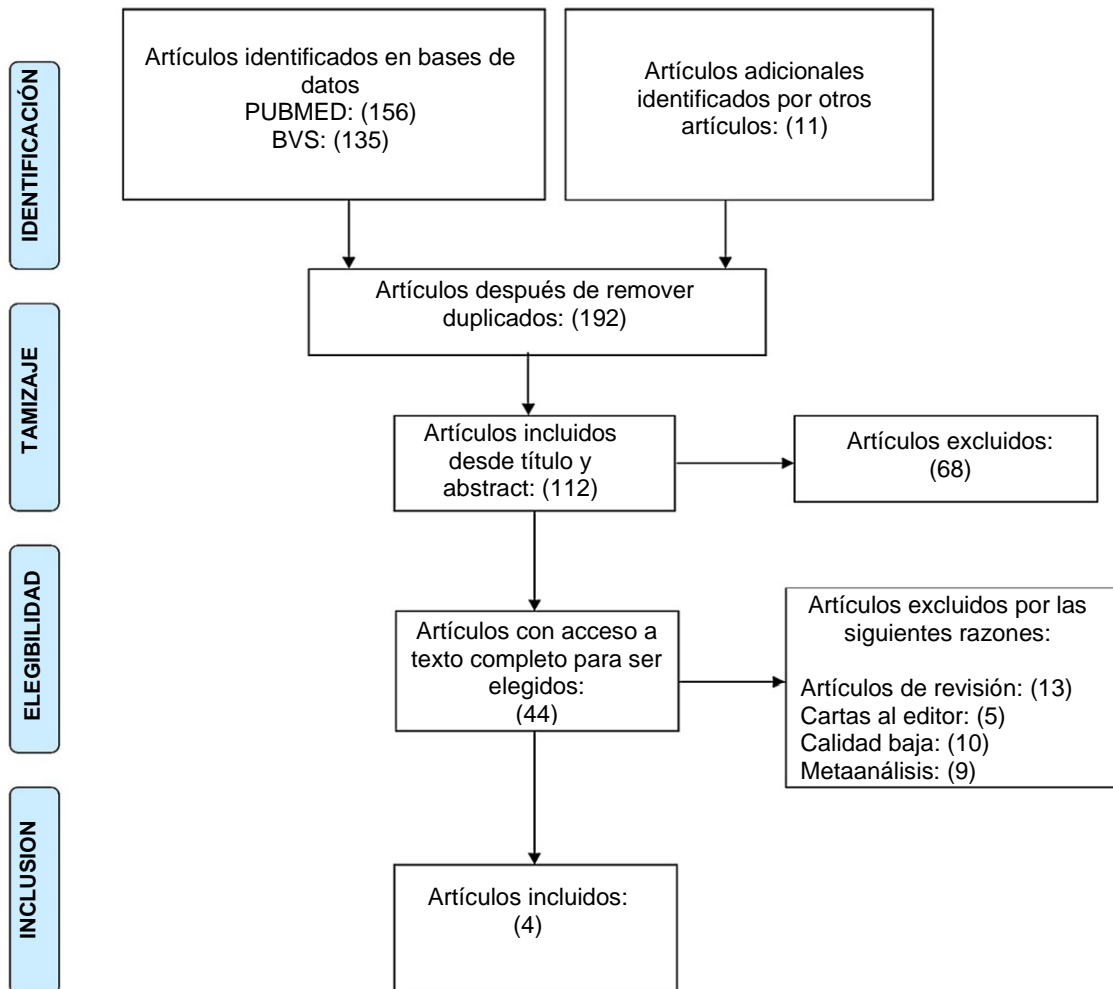 IDENTIFICACIÓN
Artículos identificados en bases de
datos
PUBMED: (156)
BVS: (135)
Artículos adicionales
identificados por otros
artículos: (11)
TAMIZAJE
Artículos después de remover
duplicados: (192)
Artículos incluidos
desde título y
abstract: (112)
Artículos excluidos:
(68)
ELEGIBILIDAD
Artículos con acceso a
texto completo para ser
elegidos:
(44)
Artículos excluidos por las
siguientes razones:
Artículos de revisión: (13)
Cartas al editor: (5)
Calidad baja: (10)
Metaanálisis: (9)
INCLUSION
Artículos incluidos:
(4)